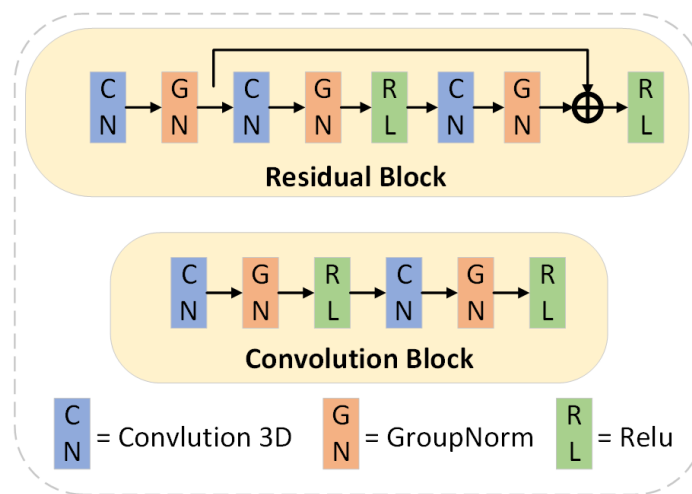 C G C G R C G R
N N N N L N N L
Residual Block
C G R C G R
N N L N N L
Convolution Block
C
N = Convlution 3D
G
N = GroupNorm
R
L = Relu